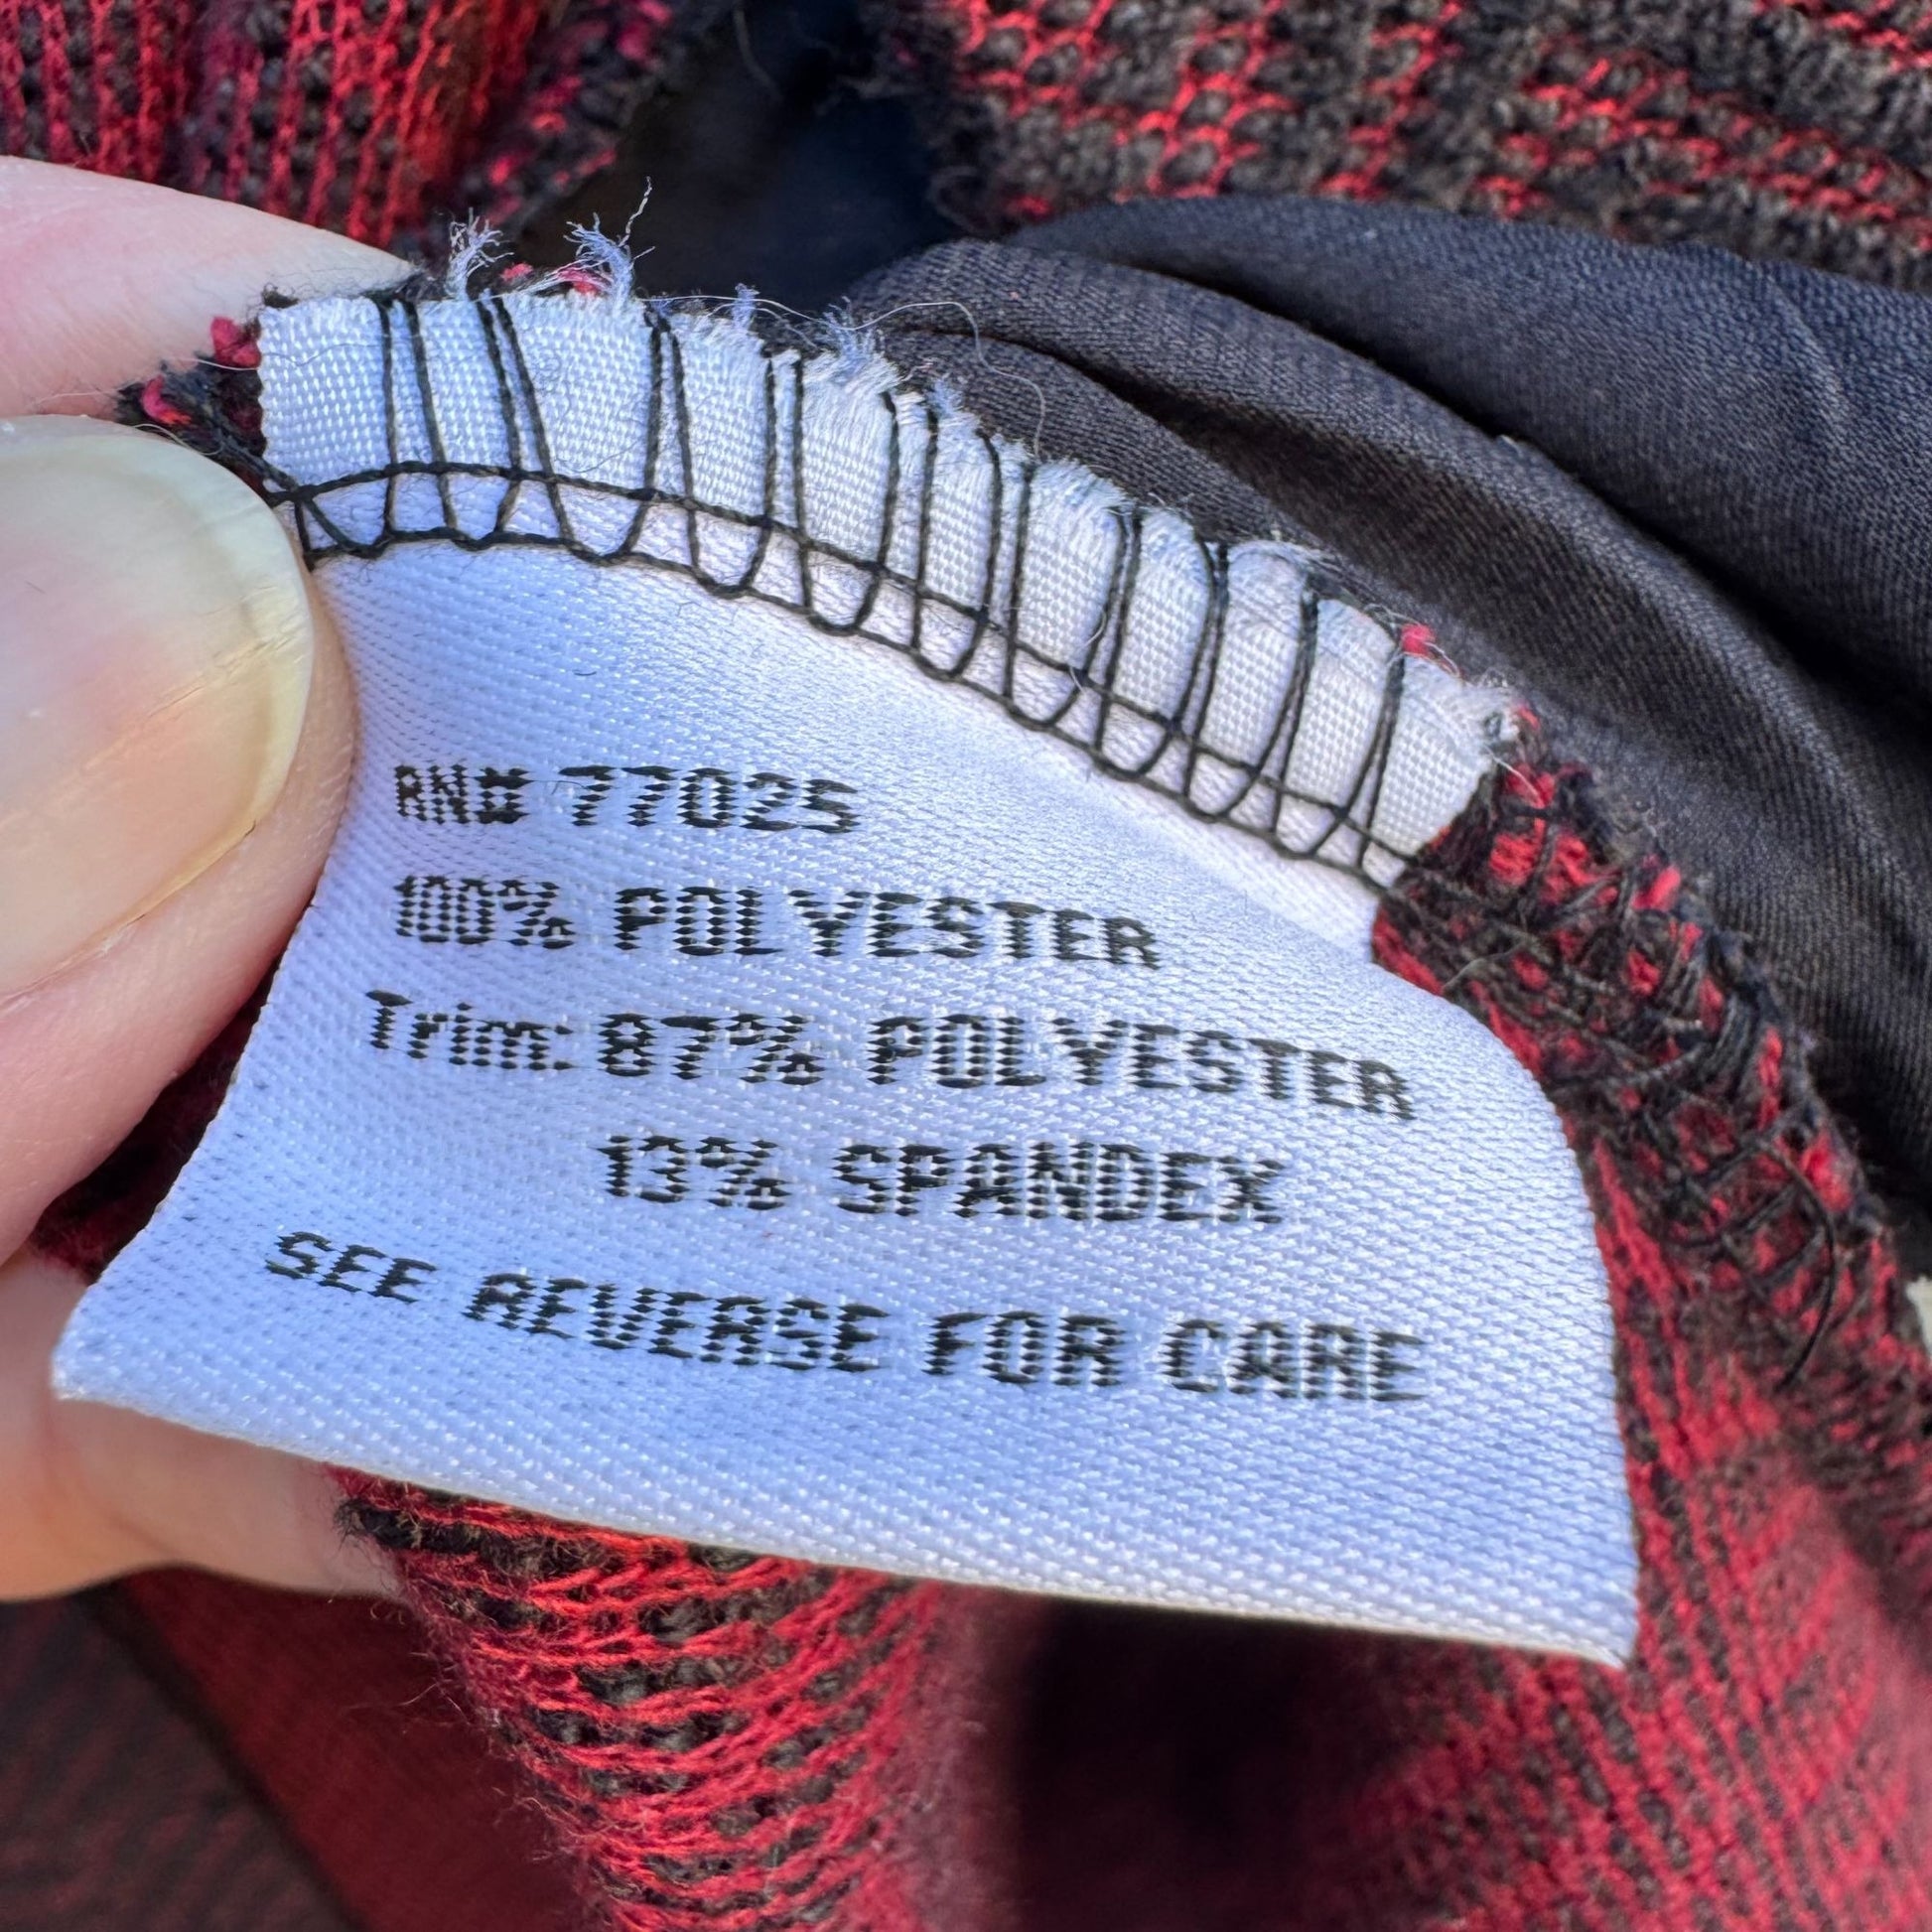 RN# 77025
100% POLYESTER
Trim: 87% POLYESTER
13% SPANDEX
SEE REVERSE FOR CARE